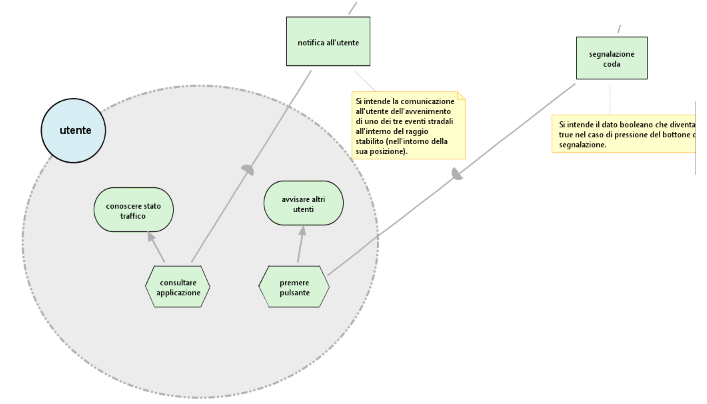 notifica all'utente
segnalazione
coda
Si intende la comunicazione
all'utente dell'avvenimento
di uno dei tre eventi stradali
all'interno del raggio
stabilito (nell'intorno della
sua posizione).
Si intende il dato booleano che diventa
true nel caso di pressione del bottone
segnalazione.
utente
conoscere stato
traffico
avvisare altri
utenti
consultare
applicazione
premere
pulsante